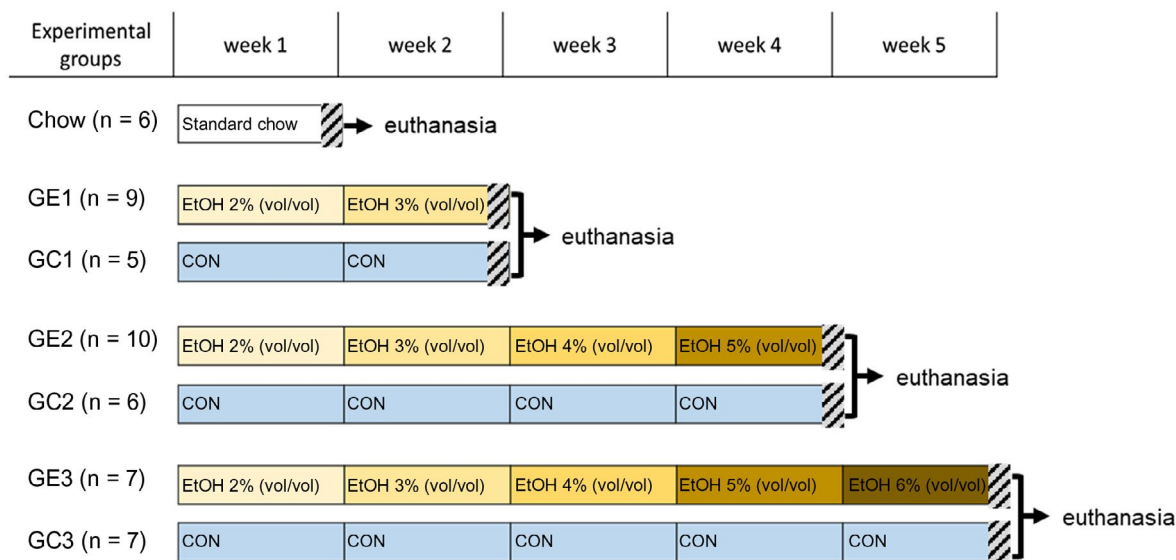 Experimental groups week 1 week 2 week 3 week 4 week 5
Chow (n = 6) Standard chow euthanasia
GE1 (n = 9) EtOH 2% (vol/vol) EtOH 3% (vol/vol)
euthanasia
GC1 (n = 5) CON CON
GE2 (n = 10) EtOH 2% (vol/vol) EtOH 3% (vol/vol) EtOH 4% (vol/vol) EtOH 5% (vol/vol)
euthanasia
GC2 (n = 6) CON CON CON CON
GE3 (n = 7) EtOH 2% (vol/vol) EtOH 3% (vol/vol) EtOH 4% (vol/vol) EtOH 5% (vol/vol) EtOH 6% (vol/vol)
euthanasia
GC3 (n = 7) CON CON CON CON CON